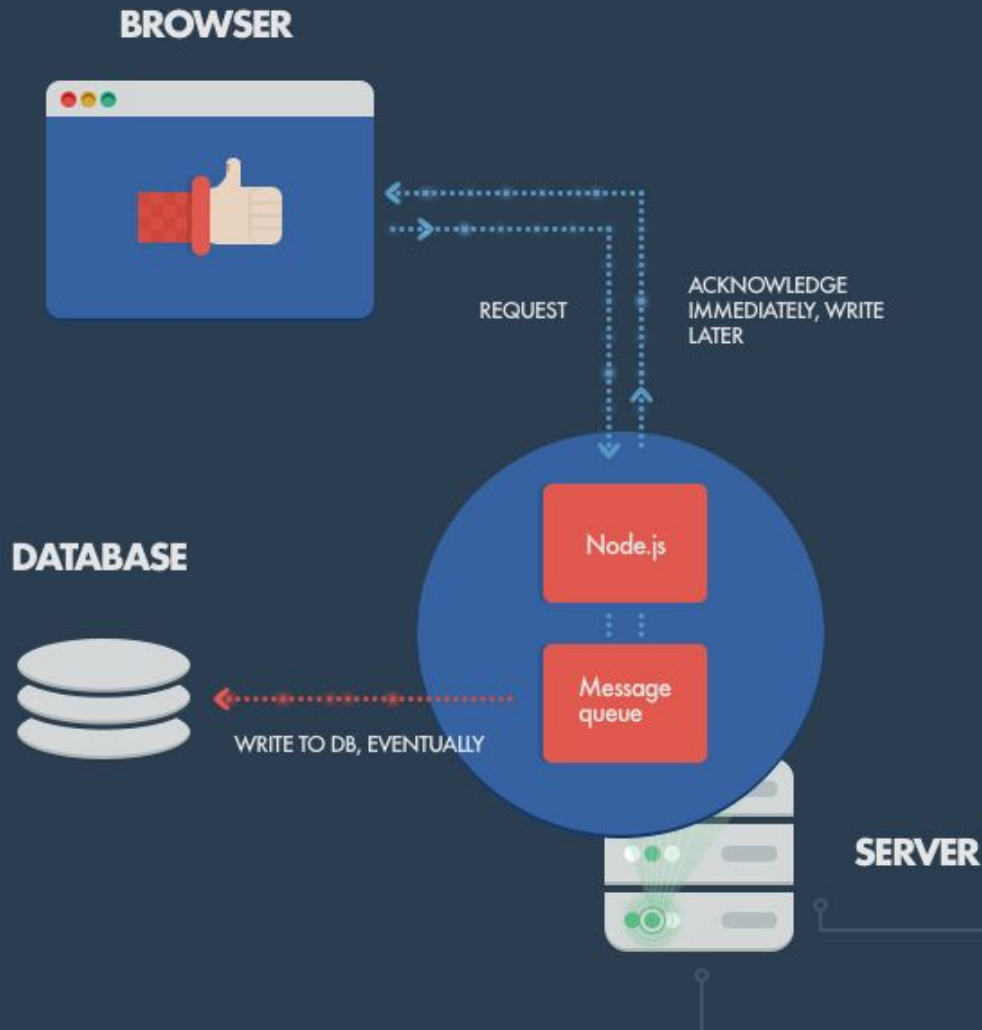 BROWSER
REQUEST
ACKNOWLEDGE
IMMEDIATELY, WRITE
LATER
Node.js
DATABASE
Message
queue
WRITE TO DB, EVENTUALLY
SERVER